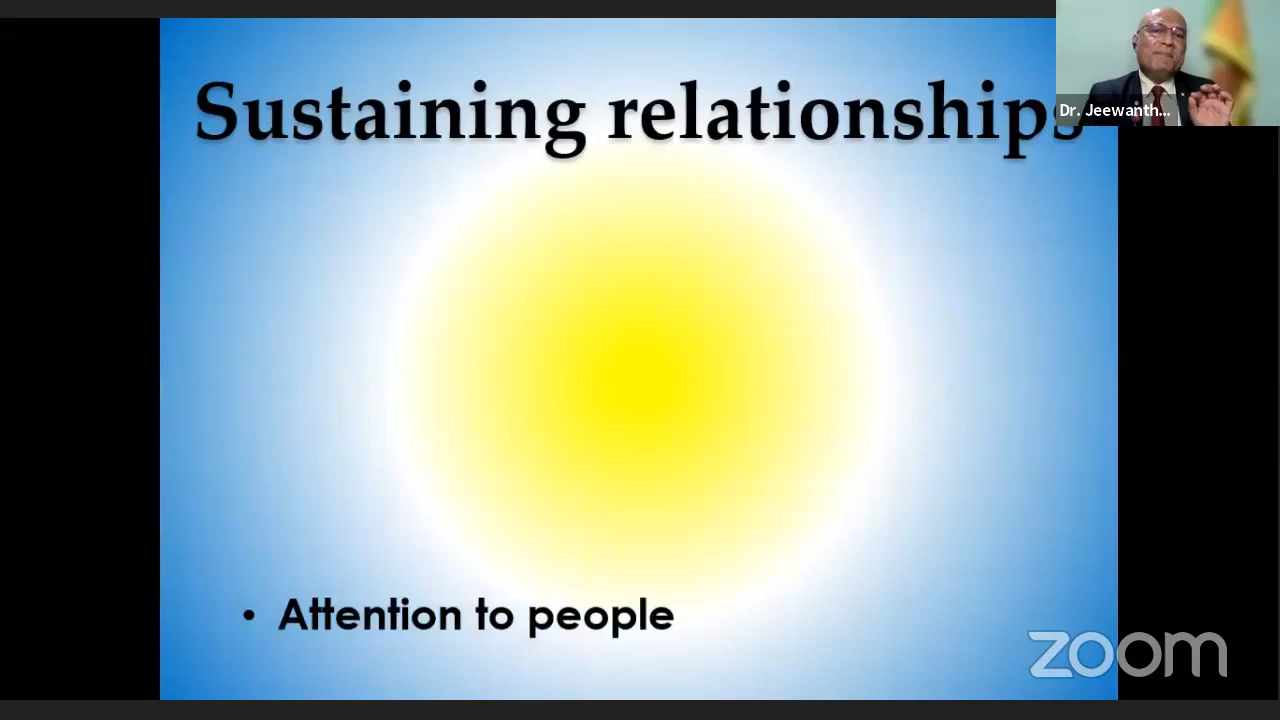 Sustaining relationships
Dr. Jeewanth...
• Attention to people
zoom